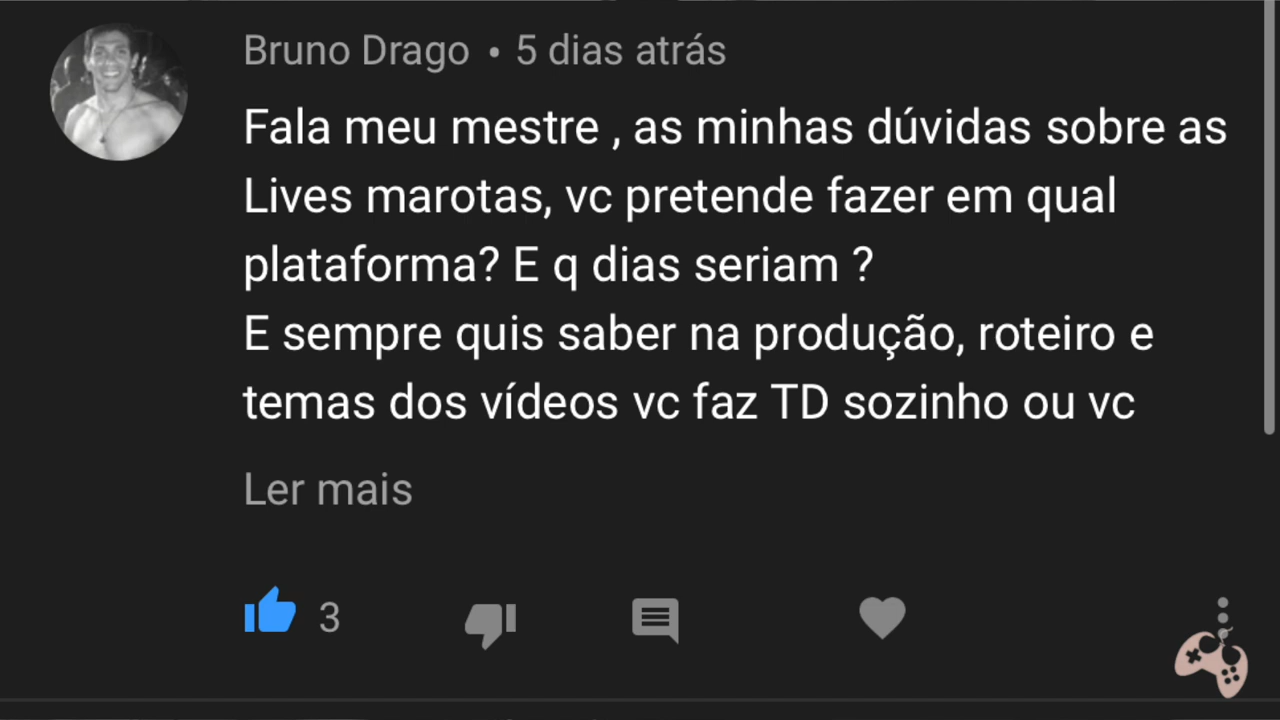 Bruno Drago • 5 dias atrás
Fala meu mestre , as minhas dúvidas sobre as
Lives marotas, vc pretende fazer em qual
plataforma? E q dias seriam ?
E sempre quis saber na produção, roteiro e
temas dos vídeos vc faz TD sozinho ou vc
Ler mais
3